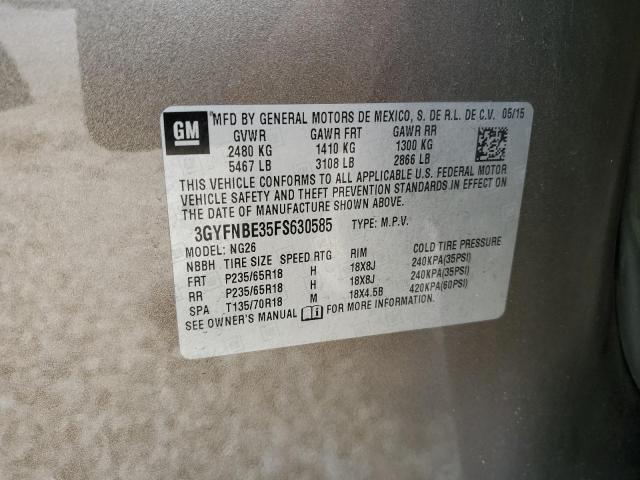 GM
MFD BY GENERAL MOTORS DE MEXICO, S. DE R.L. DE C.V. 05/15
GVWR GAWR FRT GAWR RR
2480 KG 1410 KG 1300 KG
5467 LB 3108 LB 2866 LB
THIS VEHICLE CONFORMS TO ALL APPLICABLE U.S. FEDERAL MOTOR
VEHICLE SAFETY AND THEFT PREVENTION STANDARDS IN EFFECT ON
THE DATE OF MANUFACTURE SHOWN ABOVE.
3GYFNBE35FS630585 TYPE: M.P.V.
MODEL: NG26
NBBH TIRE SIZE SPEED RTG RIM COLD TIRE PRESSURE
FRT P235/65R18 H 18X8J 240KPA(35PSI)
RR P235/65R18 H 18X8J 240KPA(35PSI)
SPA T135/70R18 M 18X4.5B 420KPA(60PSI)
SEE OWNER'S MANUAL FOR MORE INFORMATION.